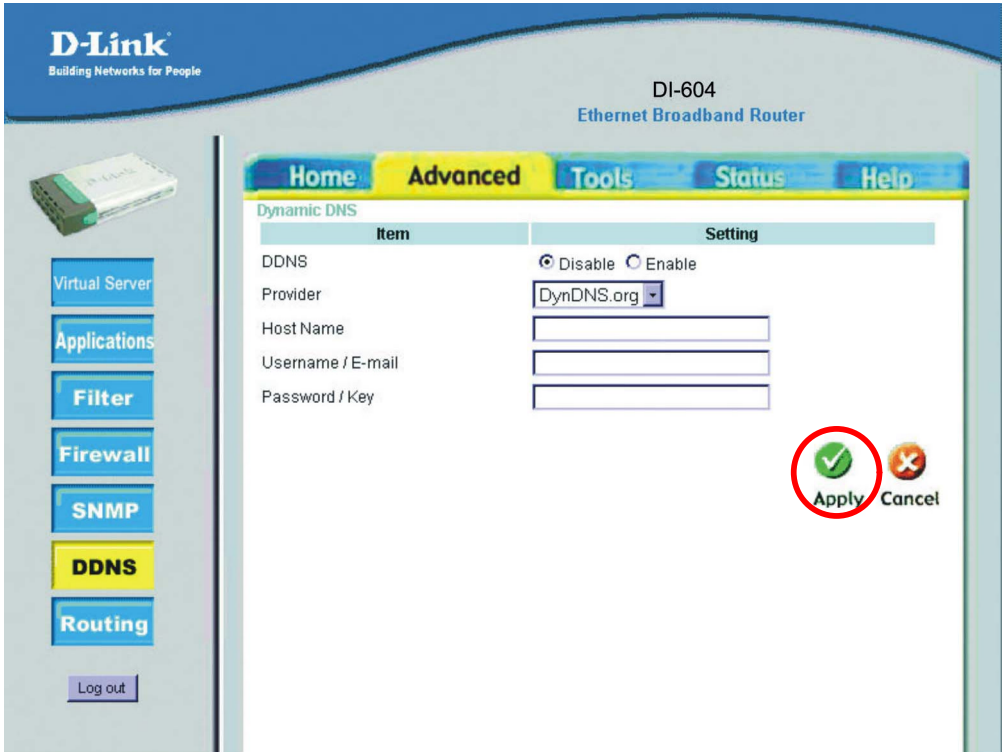 D-Link
Building Networks for People
DI-604
Ethernet Broadband Router
Home Advanced Tools Status Help
Dynamic DNS
Item Setting
DDNS Disable Enable
Provider DynDNS.org
Host Name
Username / E-mail
Password / Key
Apply Cancel
Virtual Server
Applications
Filter
Firewall
SNMP
DDNS
Routing
Log out